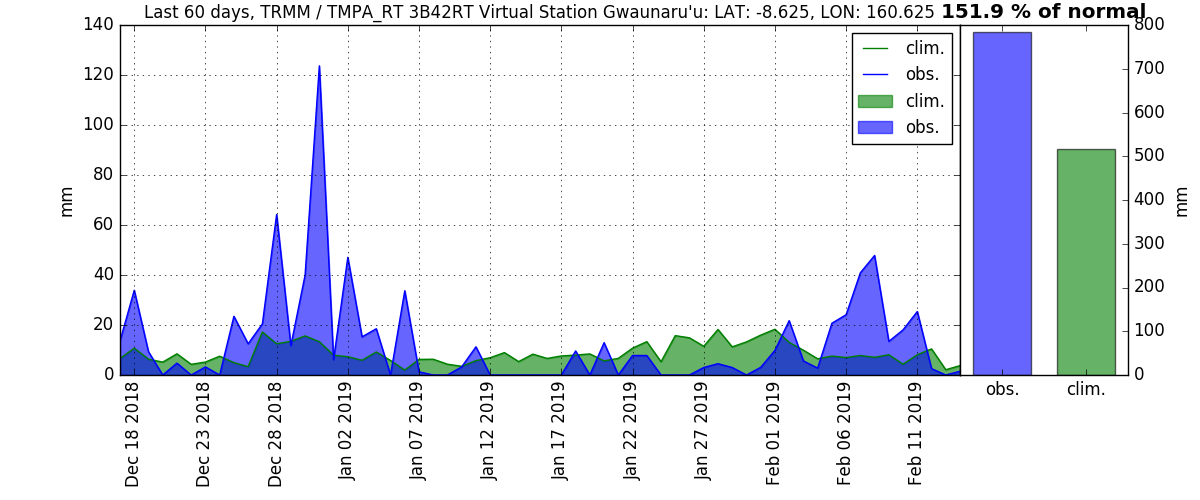 Last 60 days, TRMM / TMPA_RT 3B42RT Virtual Station Gwaunaru'u: LAT: -8.625, LON: 160.625 151.9 % of normal
mm
140
120
100
80
60
40
20
0
clim.
obs.
clim.
obs.
800
700
600
500
400
300
200
100
0
mm
Dec 18 2018
Dec 23 2018
Dec 28 2018
Jan 02 2019
Jan 07 2019
Jan 12 2019
Jan 17 2019
Jan 22 2019
Jan 27 2019
Feb 01 2019
Feb 06 2019
Feb 11 2019
obs.
clim.